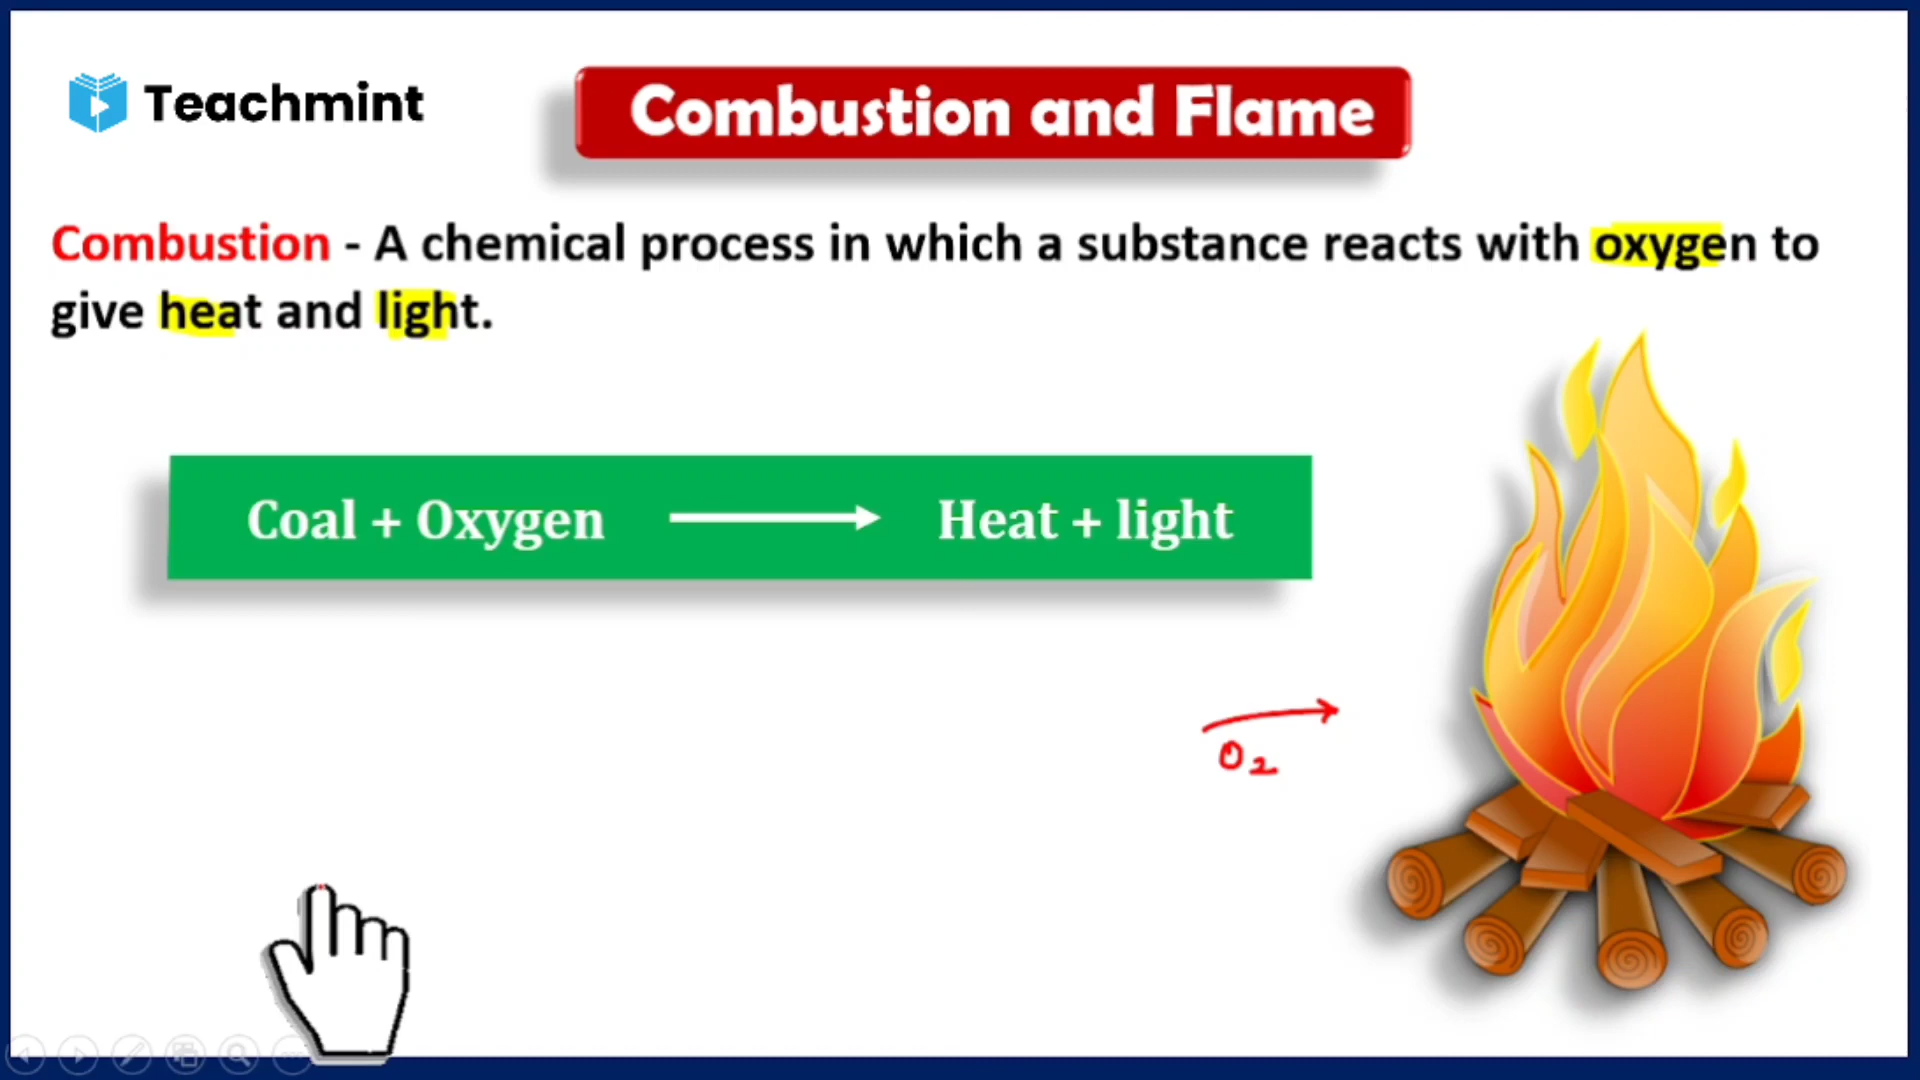 Teachmint
Combustion and Flame
Combustion - A chemical process in which a substance reacts with oxygen to
give heat and light.
Coal + Oxygen ⟶ Heat + light
O₂